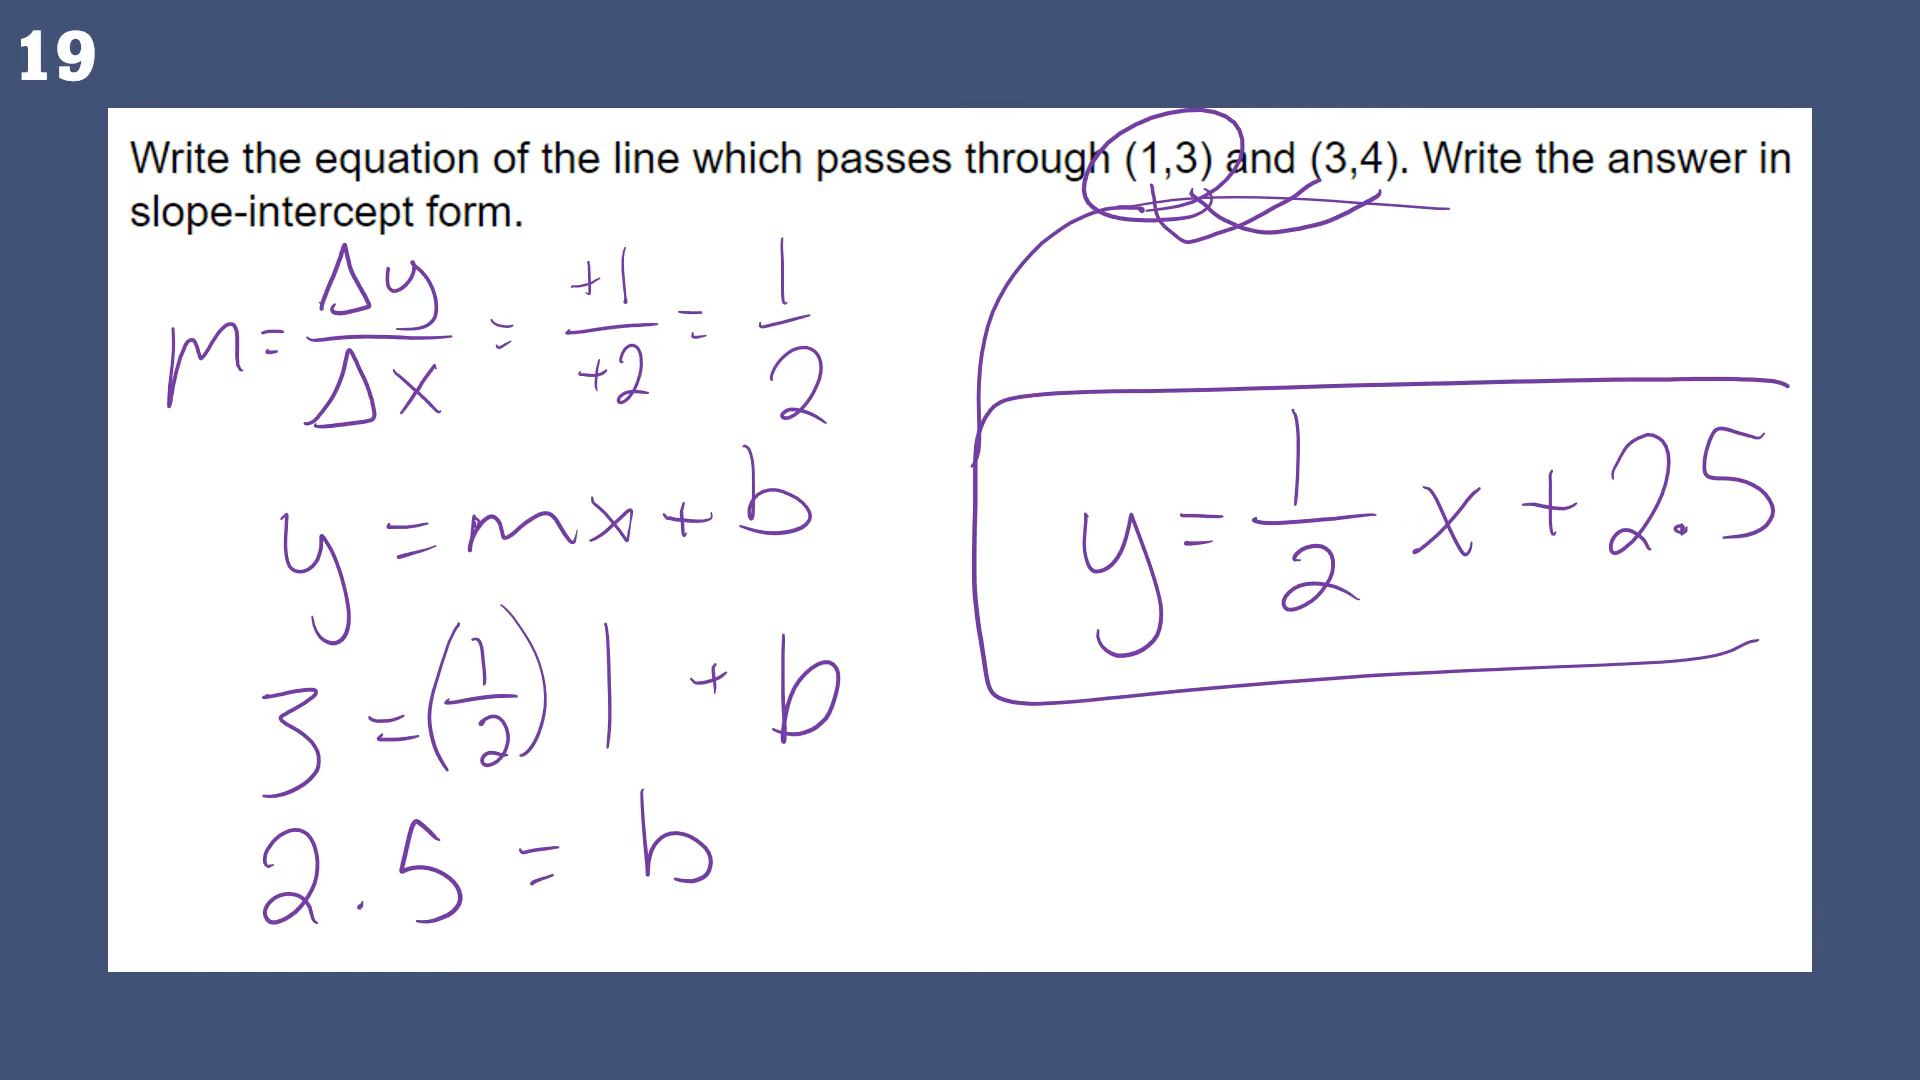 19
Write the equation of the line which passes through (1,3) and (3,4). Write the answer in
slope-intercept form.
m = Δy/Δx = +1/+2 = 1/2
y = mx + b
3 = (1/2) 1 + b
2.5 = b
y = 1/2 x + 2.5